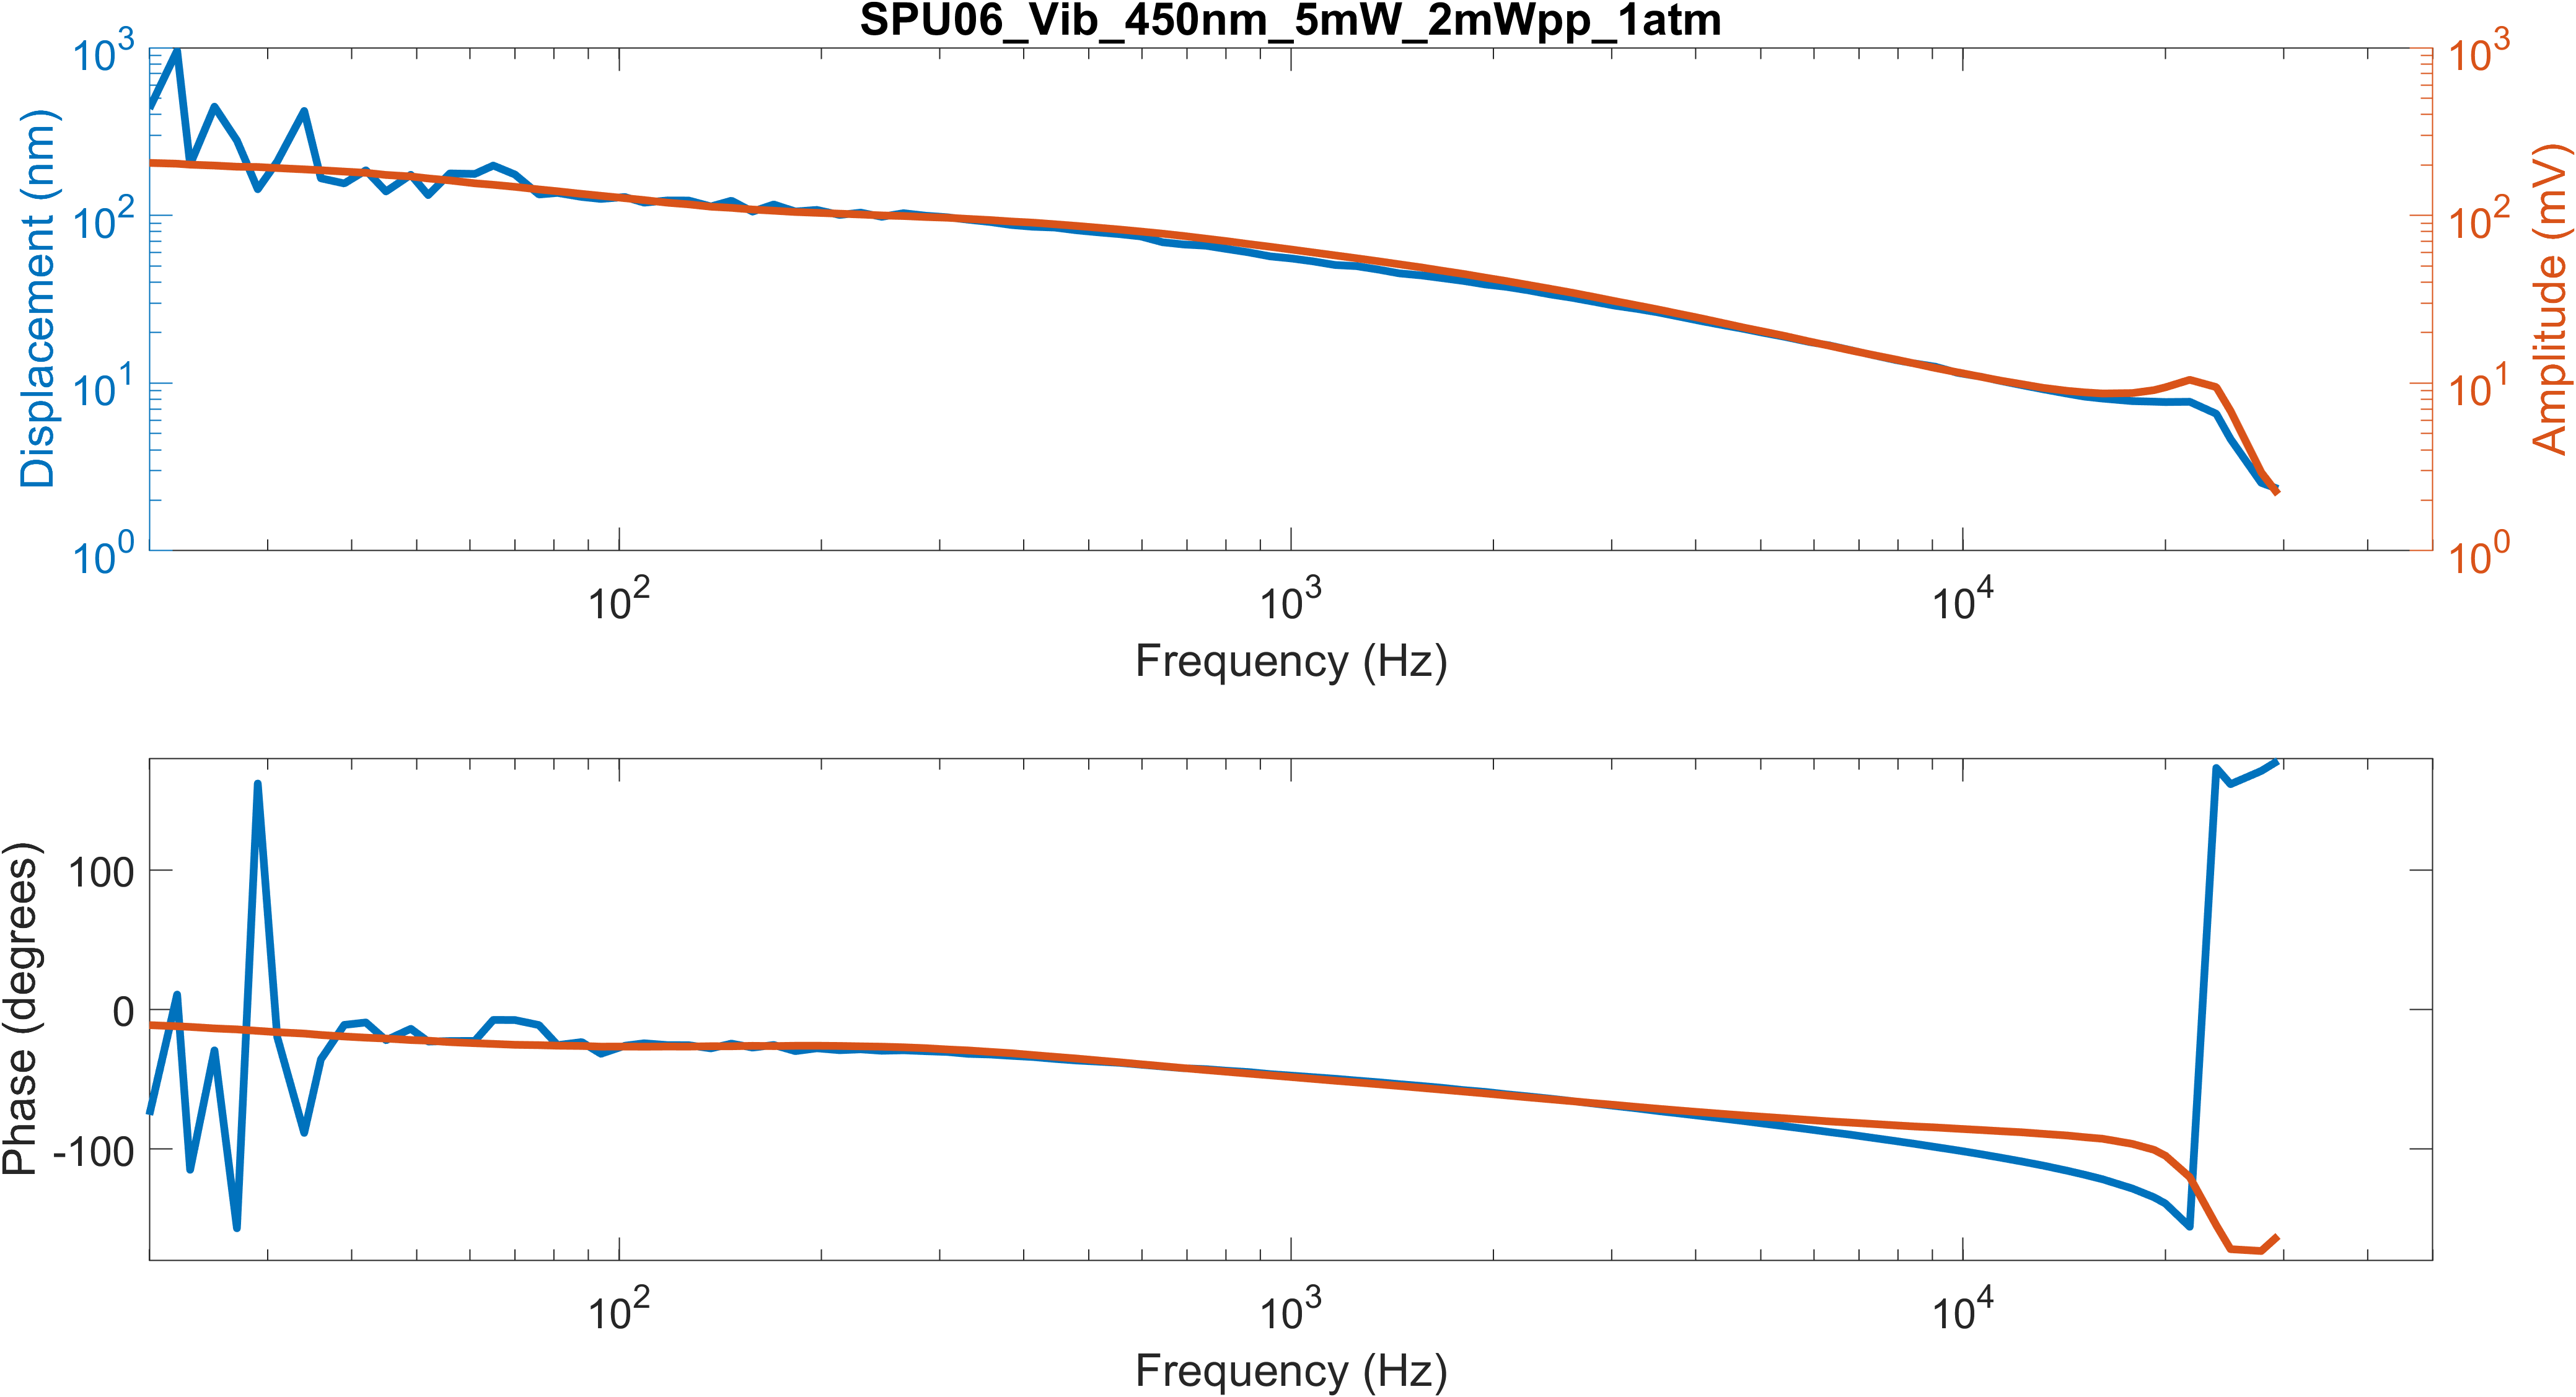 SPU06_Vib_450nm_5mW_2mWpp_1atm
Displacement (nm)
10^3
10^2
10^1
10^0
Amplitude (mV)
10^3
10^2
10^1
10^0
10^2 10^3 10^4
Frequency (Hz)
Phase (degrees)
100
0
-100
10^2 10^3 10^4
Frequency (Hz)